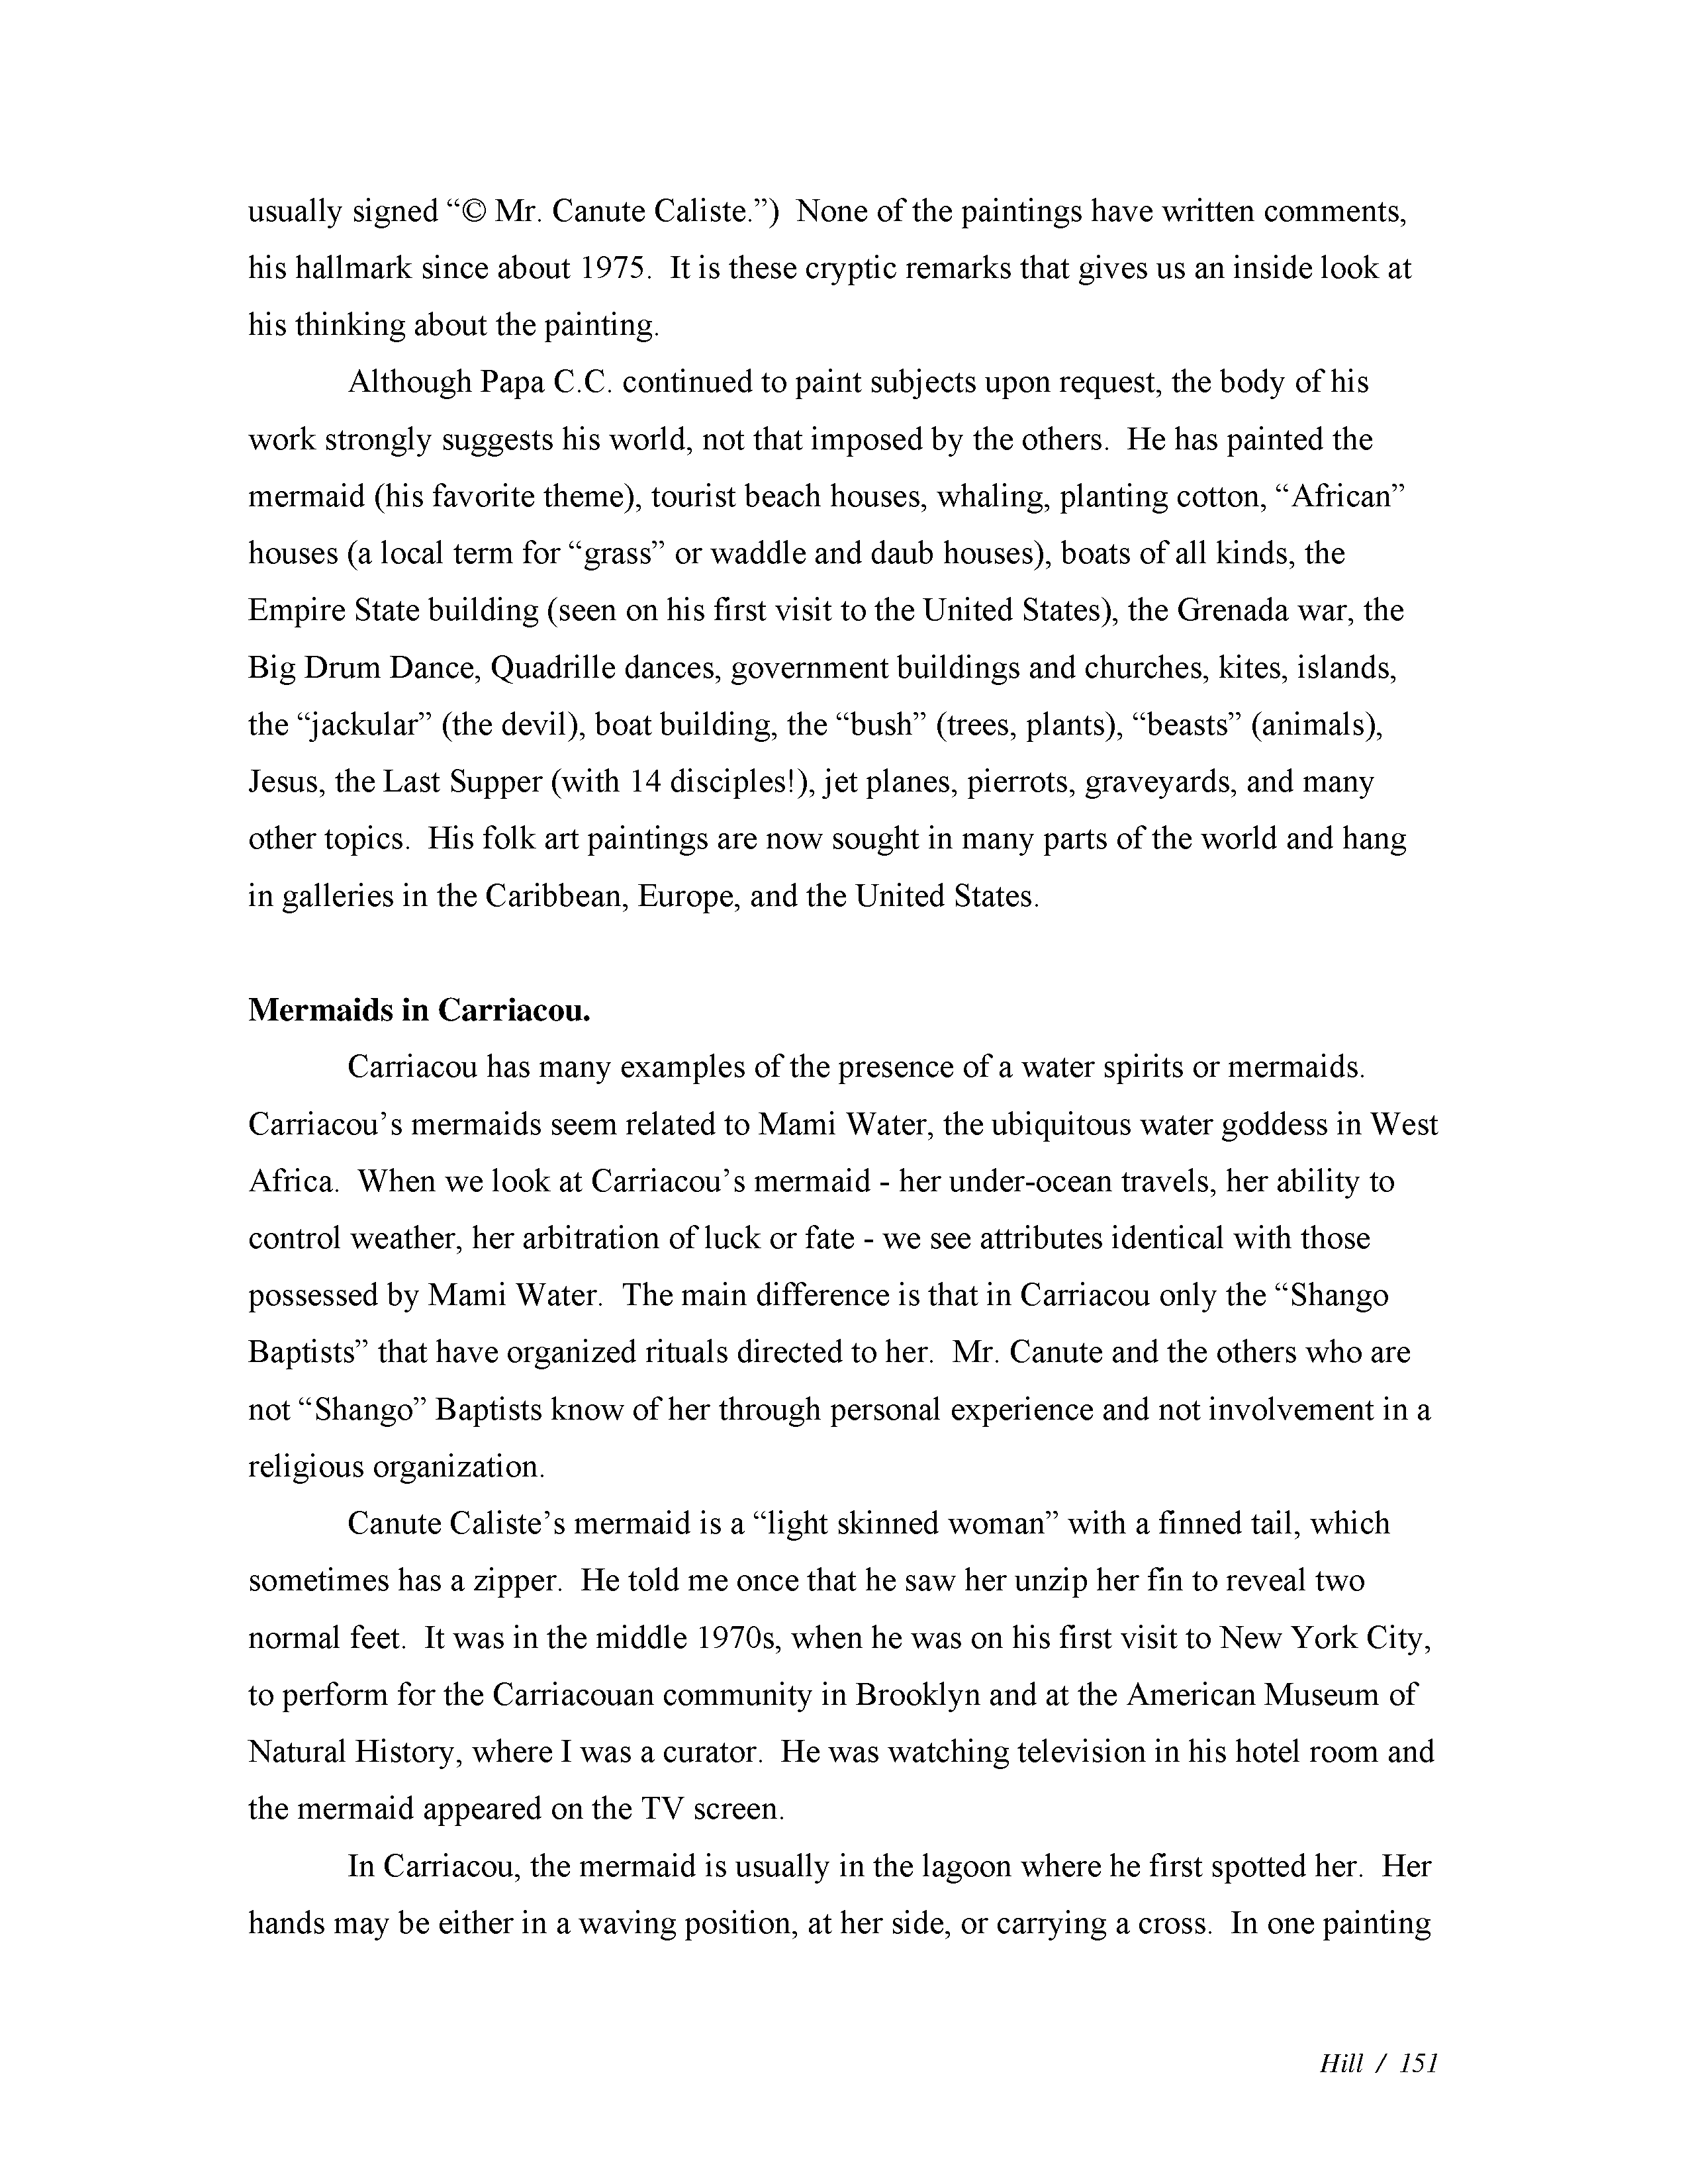 usually signed “© Mr. Canute Caliste.”)  None of the paintings have written comments,
his hallmark since about 1975.  It is these cryptic remarks that gives us an inside look at
his thinking about the painting.
Although Papa C.C. continued to paint subjects upon request, the body of his
work strongly suggests his world, not that imposed by the others.  He has painted the
mermaid (his favorite theme), tourist beach houses, whaling, planting cotton, “African”
houses (a local term for “grass” or waddle and daub houses), boats of all kinds, the
Empire State building (seen on his first visit to the United States), the Grenada war, the
Big Drum Dance, Quadrille dances, government buildings and churches, kites, islands,
the “jackular” (the devil), boat building, the “bush” (trees, plants), “beasts” (animals),
Jesus, the Last Supper (with 14 disciples!), jet planes, pierrots, graveyards, and many
other topics.  His folk art paintings are now sought in many parts of the world and hang
in galleries in the Caribbean, Europe, and the United States.
Mermaids in Carriacou.
Carriacou has many examples of the presence of a water spirits or mermaids.
Carriacou’s mermaids seem related to Mami Water, the ubiquitous water goddess in West
Africa.  When we look at Carriacou’s mermaid - her under-ocean travels, her ability to
control weather, her arbitration of luck or fate - we see attributes identical with those
possessed by Mami Water.  The main difference is that in Carriacou only the “Shango
Baptists” that have organized rituals directed to her.  Mr. Canute and the others who are
not “Shango” Baptists know of her through personal experience and not involvement in a
religious organization.
Canute Caliste’s mermaid is a “light skinned woman” with a finned tail, which
sometimes has a zipper.  He told me once that he saw her unzip her fin to reveal two
normal feet.  It was in the middle 1970s, when he was on his first visit to New York City,
to perform for the Carriacouan community in Brooklyn and at the American Museum of
Natural History, where I was a curator.  He was watching television in his hotel room and
the mermaid appeared on the TV screen.
In Carriacou, the mermaid is usually in the lagoon where he first spotted her.  Her
hands may be either in a waving position, at her side, or carrying a cross.  In one painting
Hill / 151